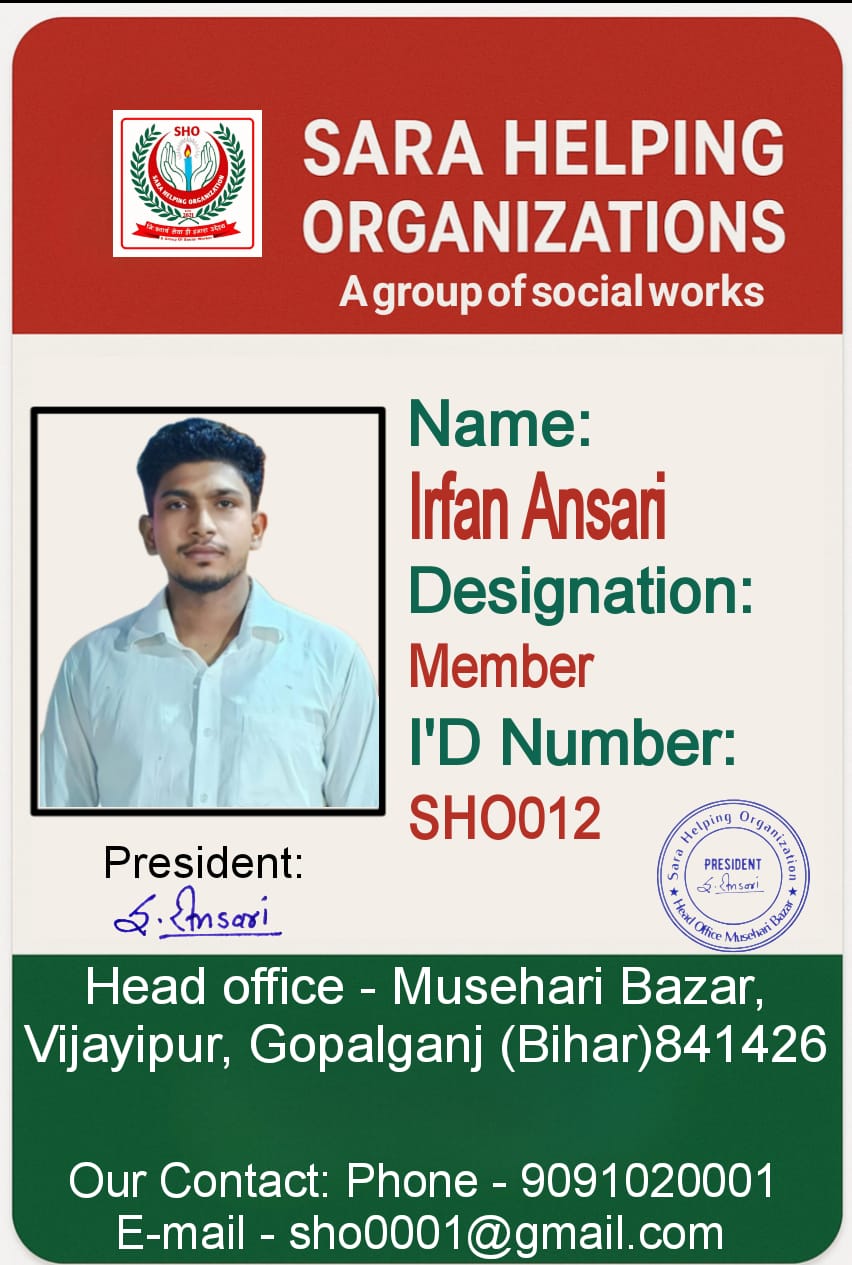 SHO
SARA HELPING ORGANIZATION
2021
A Group Of Social Works
SARA HELPING
ORGANIZATIONS
A group of social works
Name:
Irfan Ansari
Designation:
Member
I'D Number:
SHO012
President:
S. Ansari
Sara Helping Organization
PRESIDENT
S. Ansari
★ Head Office Musehari Bazar ★
Head office - Musehari Bazar,
Vijayipur, Gopalganj (Bihar)841426
Our Contact: Phone - 9091020001
E-mail - sho0001@gmail.com